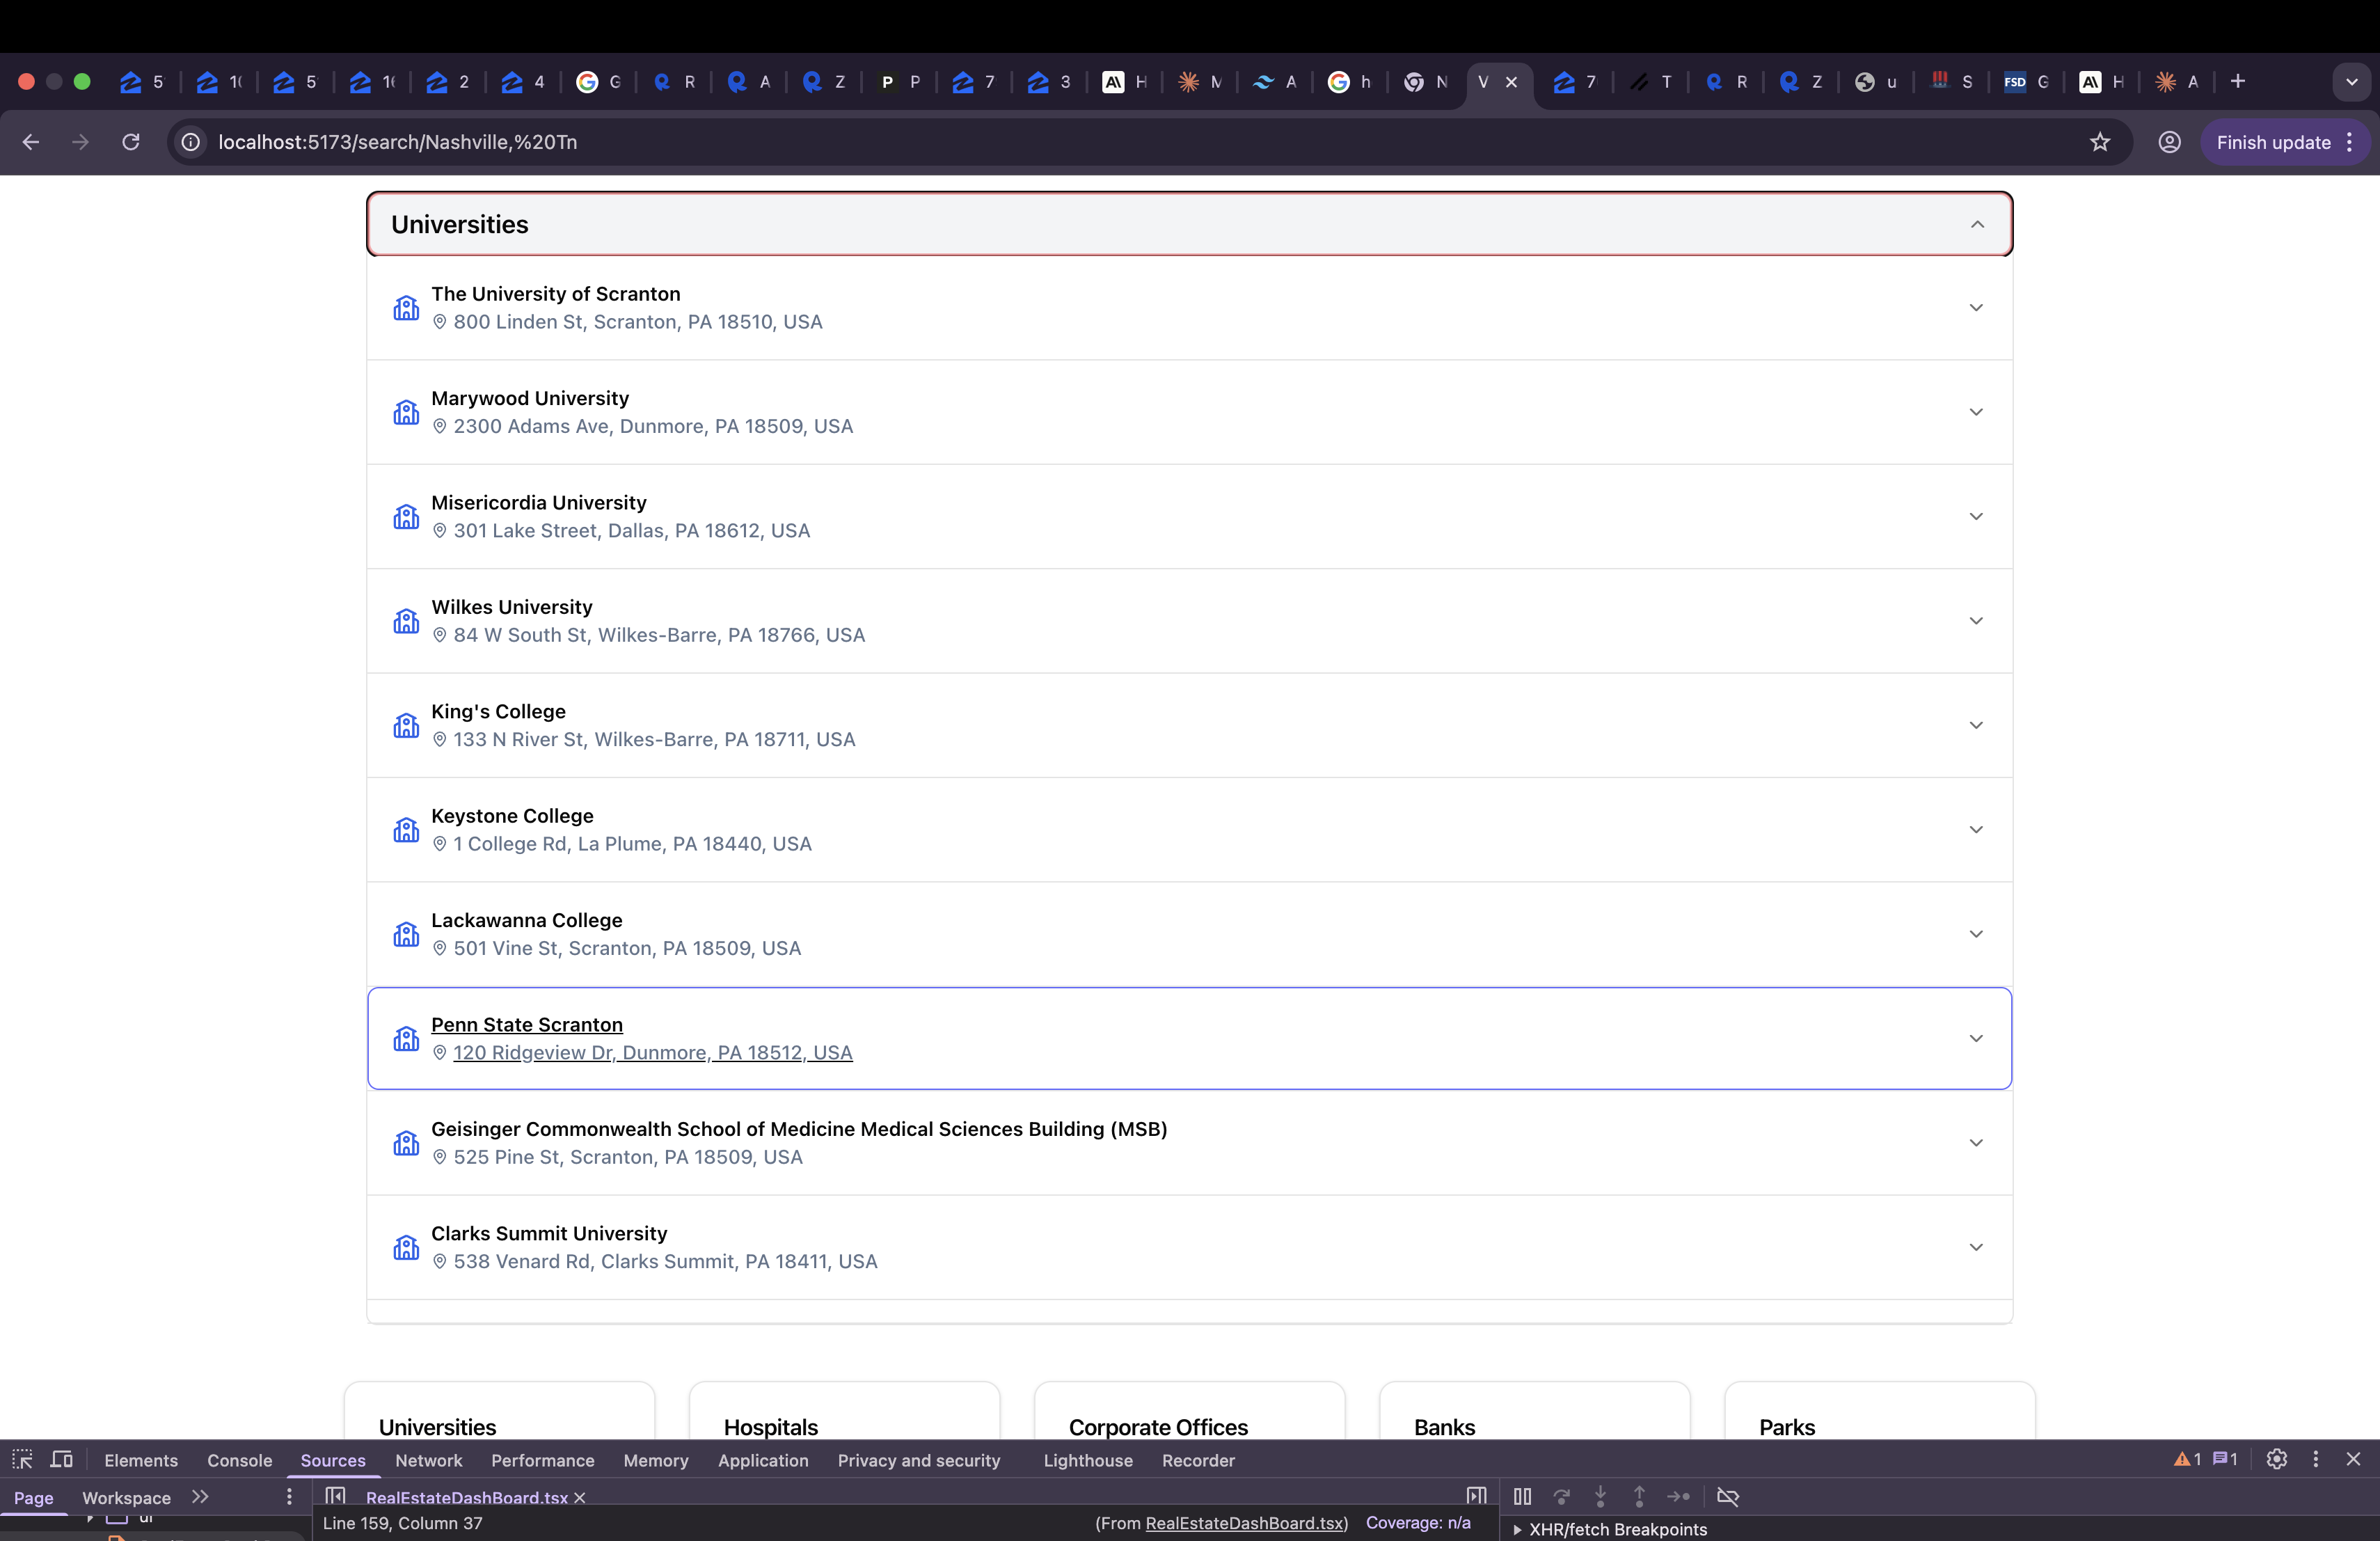 5
1
5
1
2
4
G
R
A
Z
P
7
3
H
M
A
h
N
V
7
T
R
Z
u
S
FSD G
H
A
localhost:5173/search/Nashville,%20Tn
Finish update
Universities
The University of Scranton
800 Linden St, Scranton, PA 18510, USA
Marywood University
2300 Adams Ave, Dunmore, PA 18509, USA
Misericordia University
301 Lake Street, Dallas, PA 18612, USA
Wilkes University
84 W South St, Wilkes-Barre, PA 18766, USA
King's College
133 N River St, Wilkes-Barre, PA 18711, USA
Keystone College
1 College Rd, La Plume, PA 18440, USA
Lackawanna College
501 Vine St, Scranton, PA 18509, USA
Penn State Scranton
120 Ridgeview Dr, Dunmore, PA 18512, USA
Geisinger Commonwealth School of Medicine Medical Sciences Building (MSB)
525 Pine St, Scranton, PA 18509, USA
Clarks Summit University
538 Venard Rd, Clarks Summit, PA 18411, USA
Universities
Hospitals
Corporate Offices
Banks
Parks
Elements Console Sources Network Performance Memory Application Privacy and security Lighthouse Recorder 1 1
Page Workspace
RealEstateDashBoard.tsx
ui
Line 159, Column 37
(From RealEstateDashBoard.tsx) Coverage: n/a
XHR/fetch Breakpoints